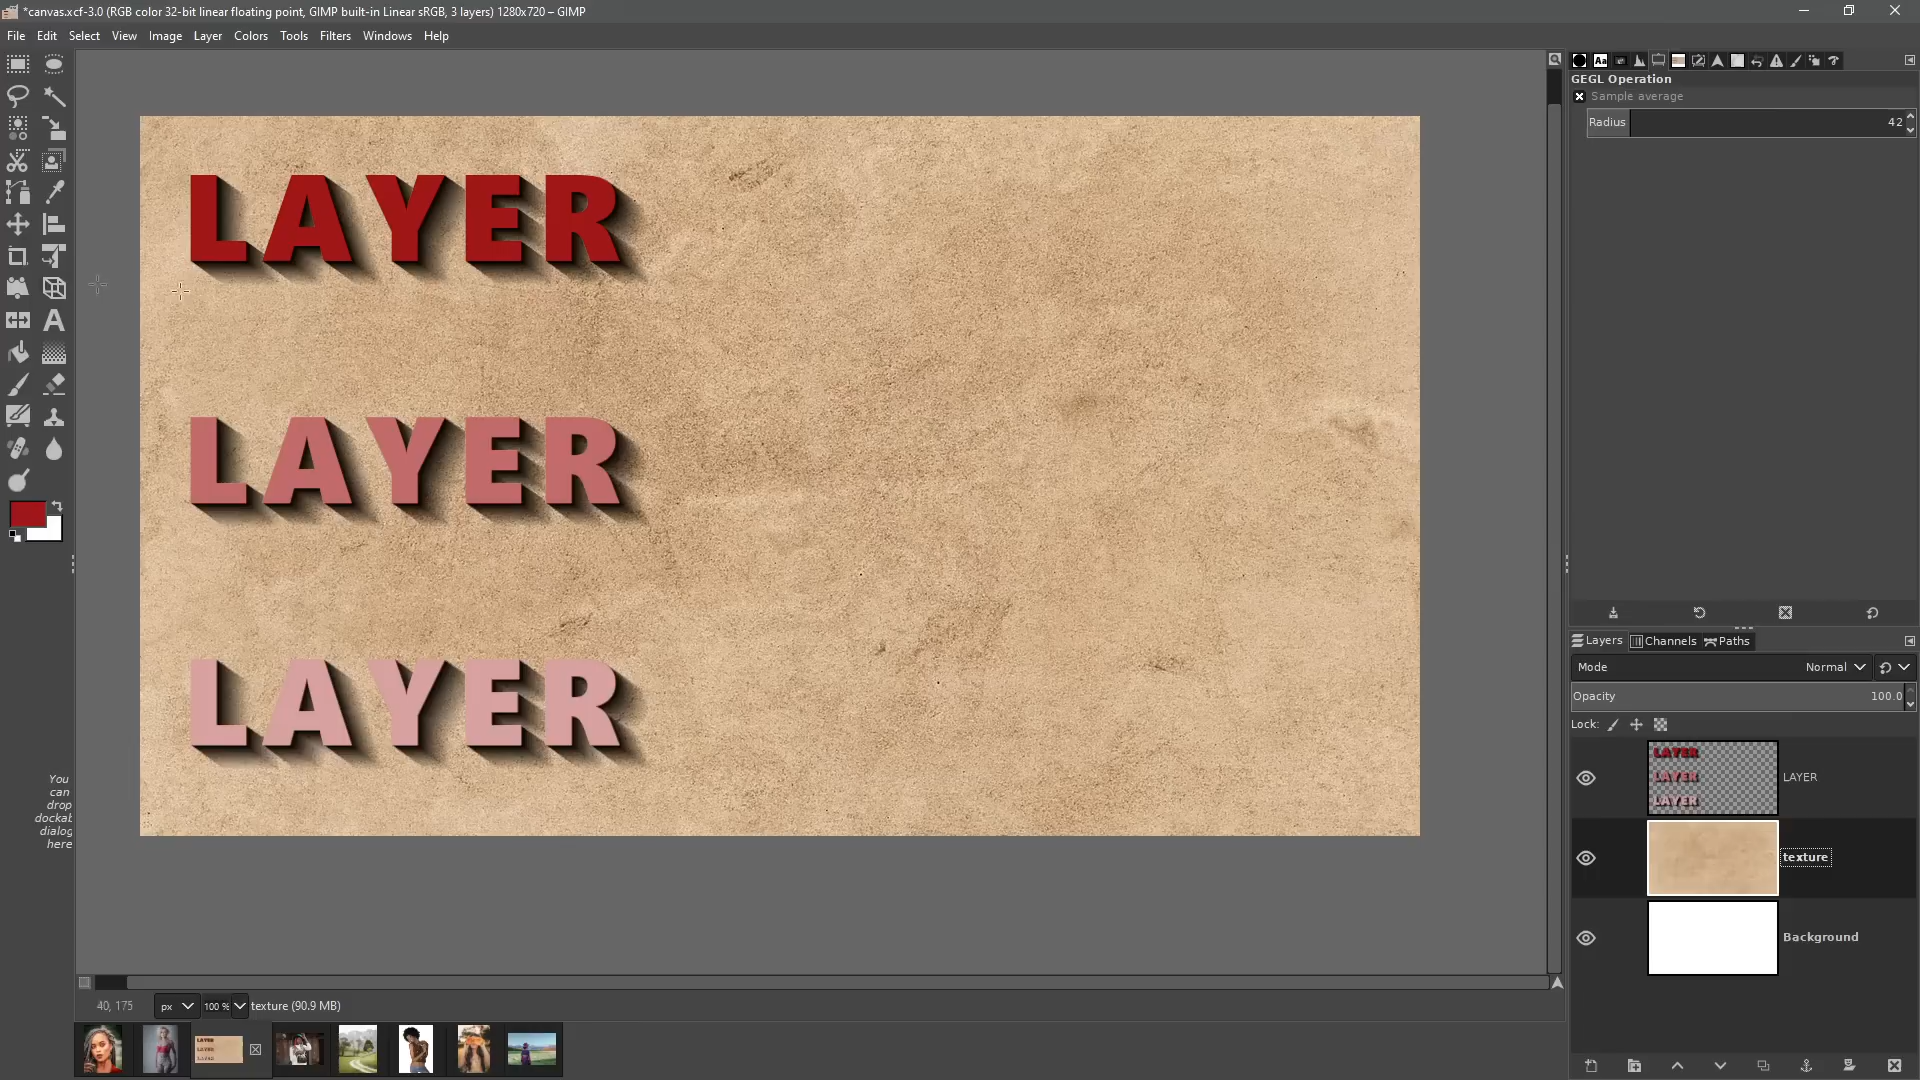 *canvas.xcf-3.0 (RGB color 32-bit linear floating point, GIMP built-in Linear sRGB, 3 layers) 1280x720 – GIMP
File Edit Select View Image Layer Colors Tools Filters Windows Help
GEGL Operation
Sample average
Radius 42
LAYER
LAYER
LAYER
You
can
drop
dockab
dialog
here
Layers Channels Paths
Mode Normal
Opacity 100.0
Lock:
LAYER
texture
Background
40, 175 px 100 % texture (90.9 MB)